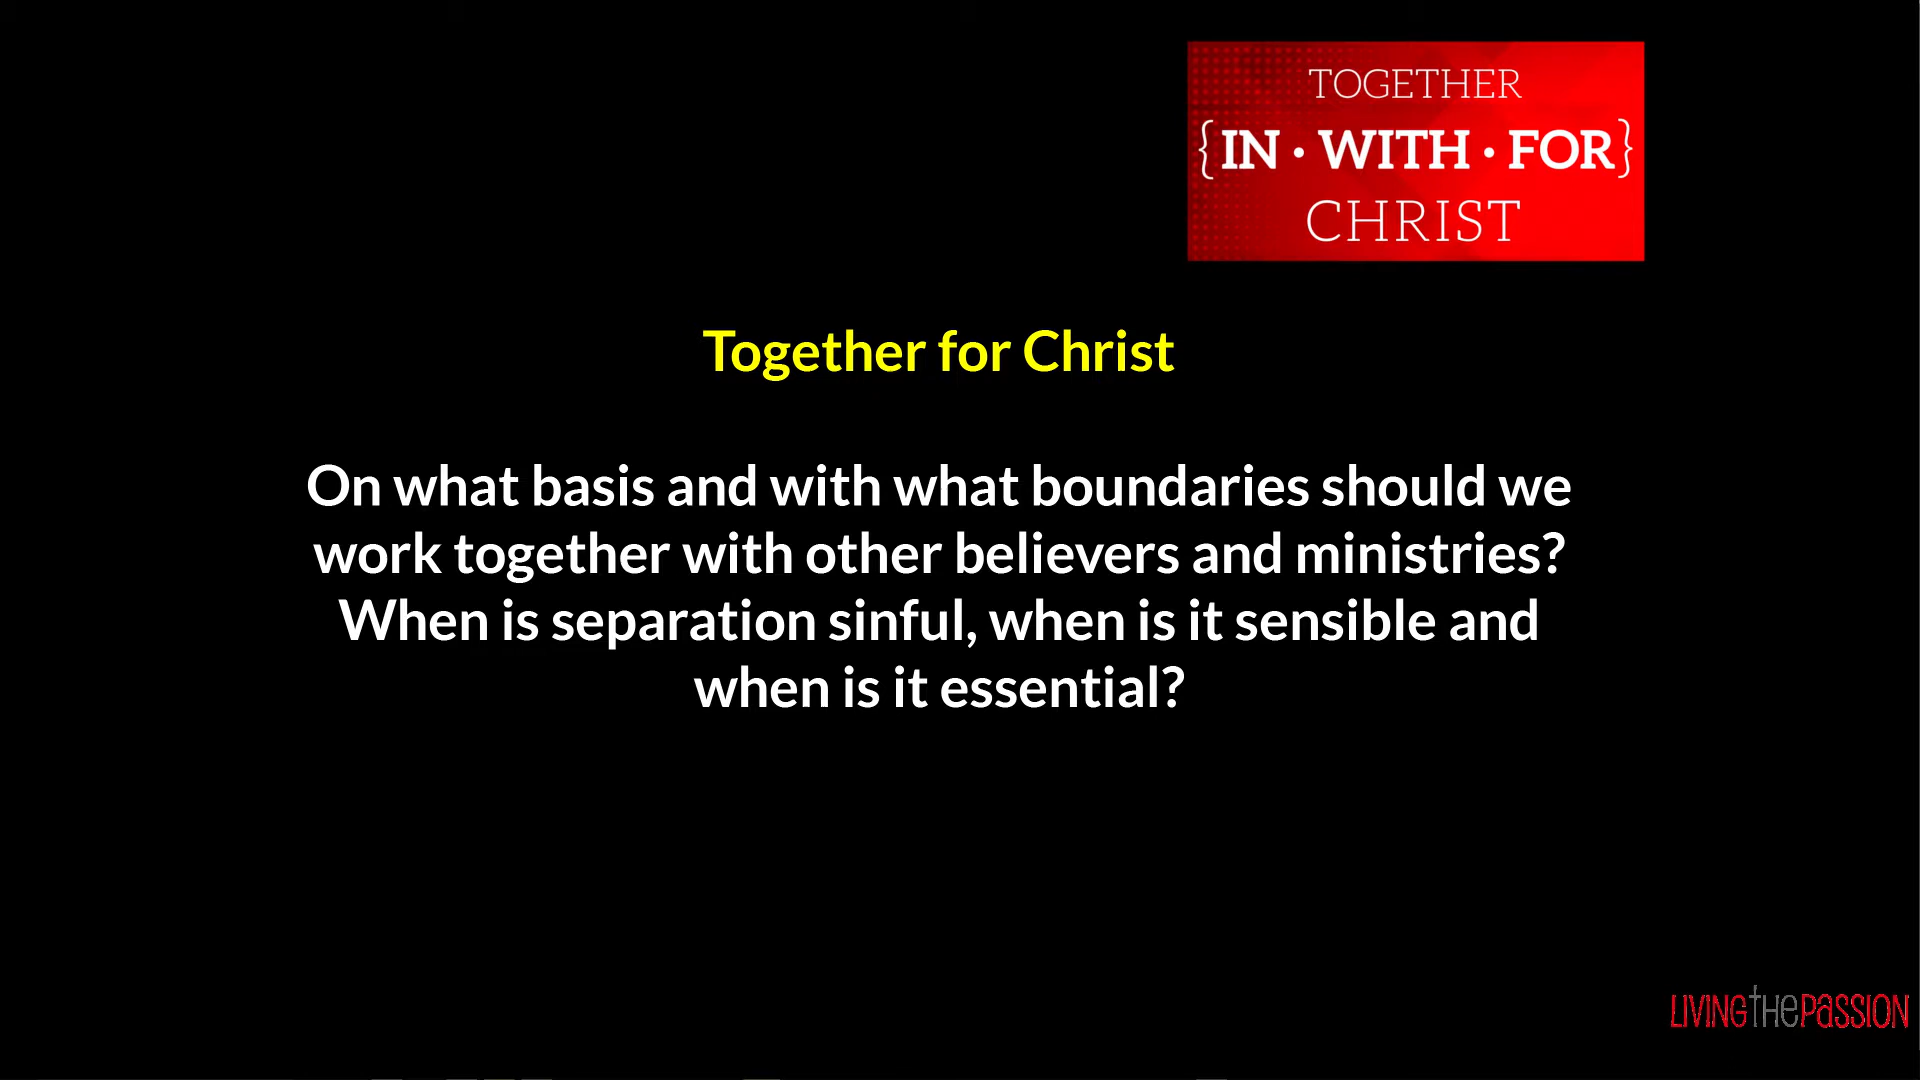 TOGETHER
{IN • WITH • FOR}
CHRIST
Together for Christ
On what basis and with what boundaries should we
work together with other believers and ministries?
When is separation sinful, when is it sensible and
when is it essential?
LIVINGTHEPASSION